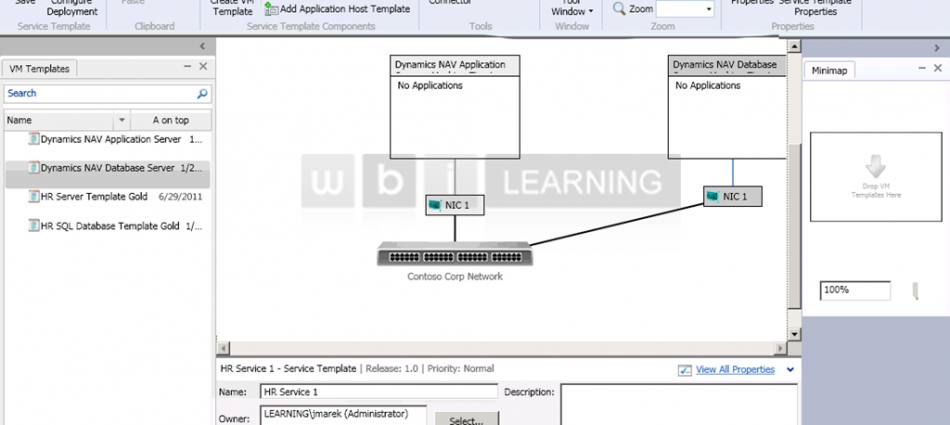 Save Configure Paste Create VM Add Application Host Template Connector Tool Zoom Properties Service Template
Deployment Template Window Properties
Service Template Clipboard Service Template Components Tools Window Zoom Properties
VM Templates
Search
Name A on top
Dynamics NAV Application Server 1...
Dynamics NAV Database Server 1/2...
HR Server Template Gold 6/29/2011
HR SQL Database Template Gold 1/...
Dynamics NAV Application
No Applications
Dynamics NAV Database
No Applications
wbi LEARNING
NIC 1
NIC 1
Contoso Corp Network
Minimap
Drop VM
Templates Here
100%
HR Service 1 - Service Template | Release: 1.0 | Priority: Normal
View All Properties
Name: HR Service 1 Description:
Owner: LEARNING\jmarek (Administrator) Select...